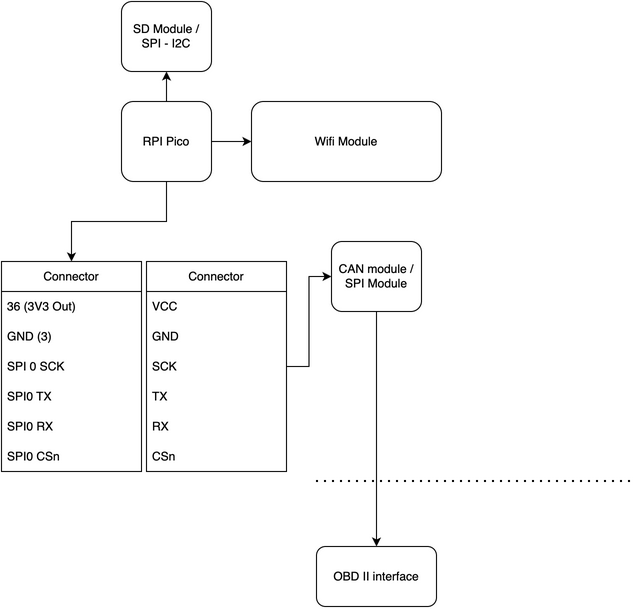 SD Module /
SPI - I2C
RPI Pico
Wifi Module
Connector
36 (3V3 Out)
GND (3)
SPI 0 SCK
SPI0 TX
SPI0 RX
SPI0 CSn
Connector
VCC
GND
SCK
TX
RX
CSn
CAN module /
SPI Module
OBD II interface